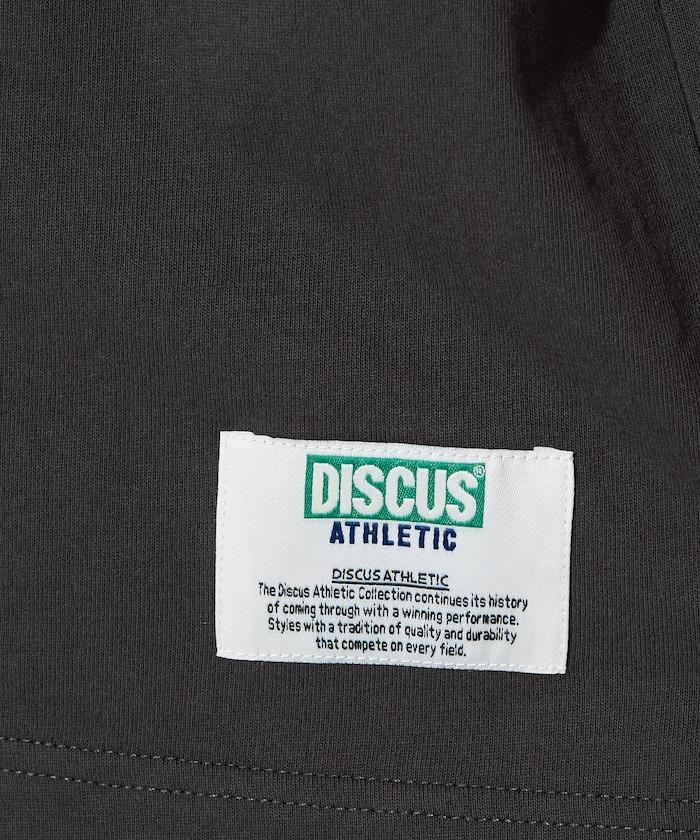 DISCUS®
ATHLETIC
DISCUS ATHLETIC
The Discus Athletic Collection continues its history
of coming through with a winning performance.
Styles with a tradition of quality and durability
that compete on every field.